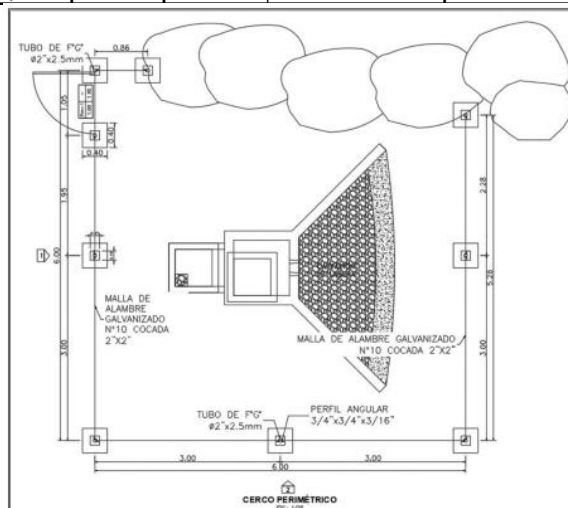 TUBO DE F°G°
ø2"x2.5mm
0.86
1.05
0.40
0.40
1.95
6.00
3.00
1
2.28
5.28
3.00
MALLA DE
ALAMBRE
GALVANIZADO
N°10 COCADA
2"X2"
MALLA DE ALAMBRE GALVANIZADO
N°10 COCADA 2"X2"
TUBO DE F°G°
ø2"x2.5mm
PERFIL ANGULAR
3/4"x3/4"x3/16"
3.00
3.00
6.00
2
CERCO PERIMÉTRICO